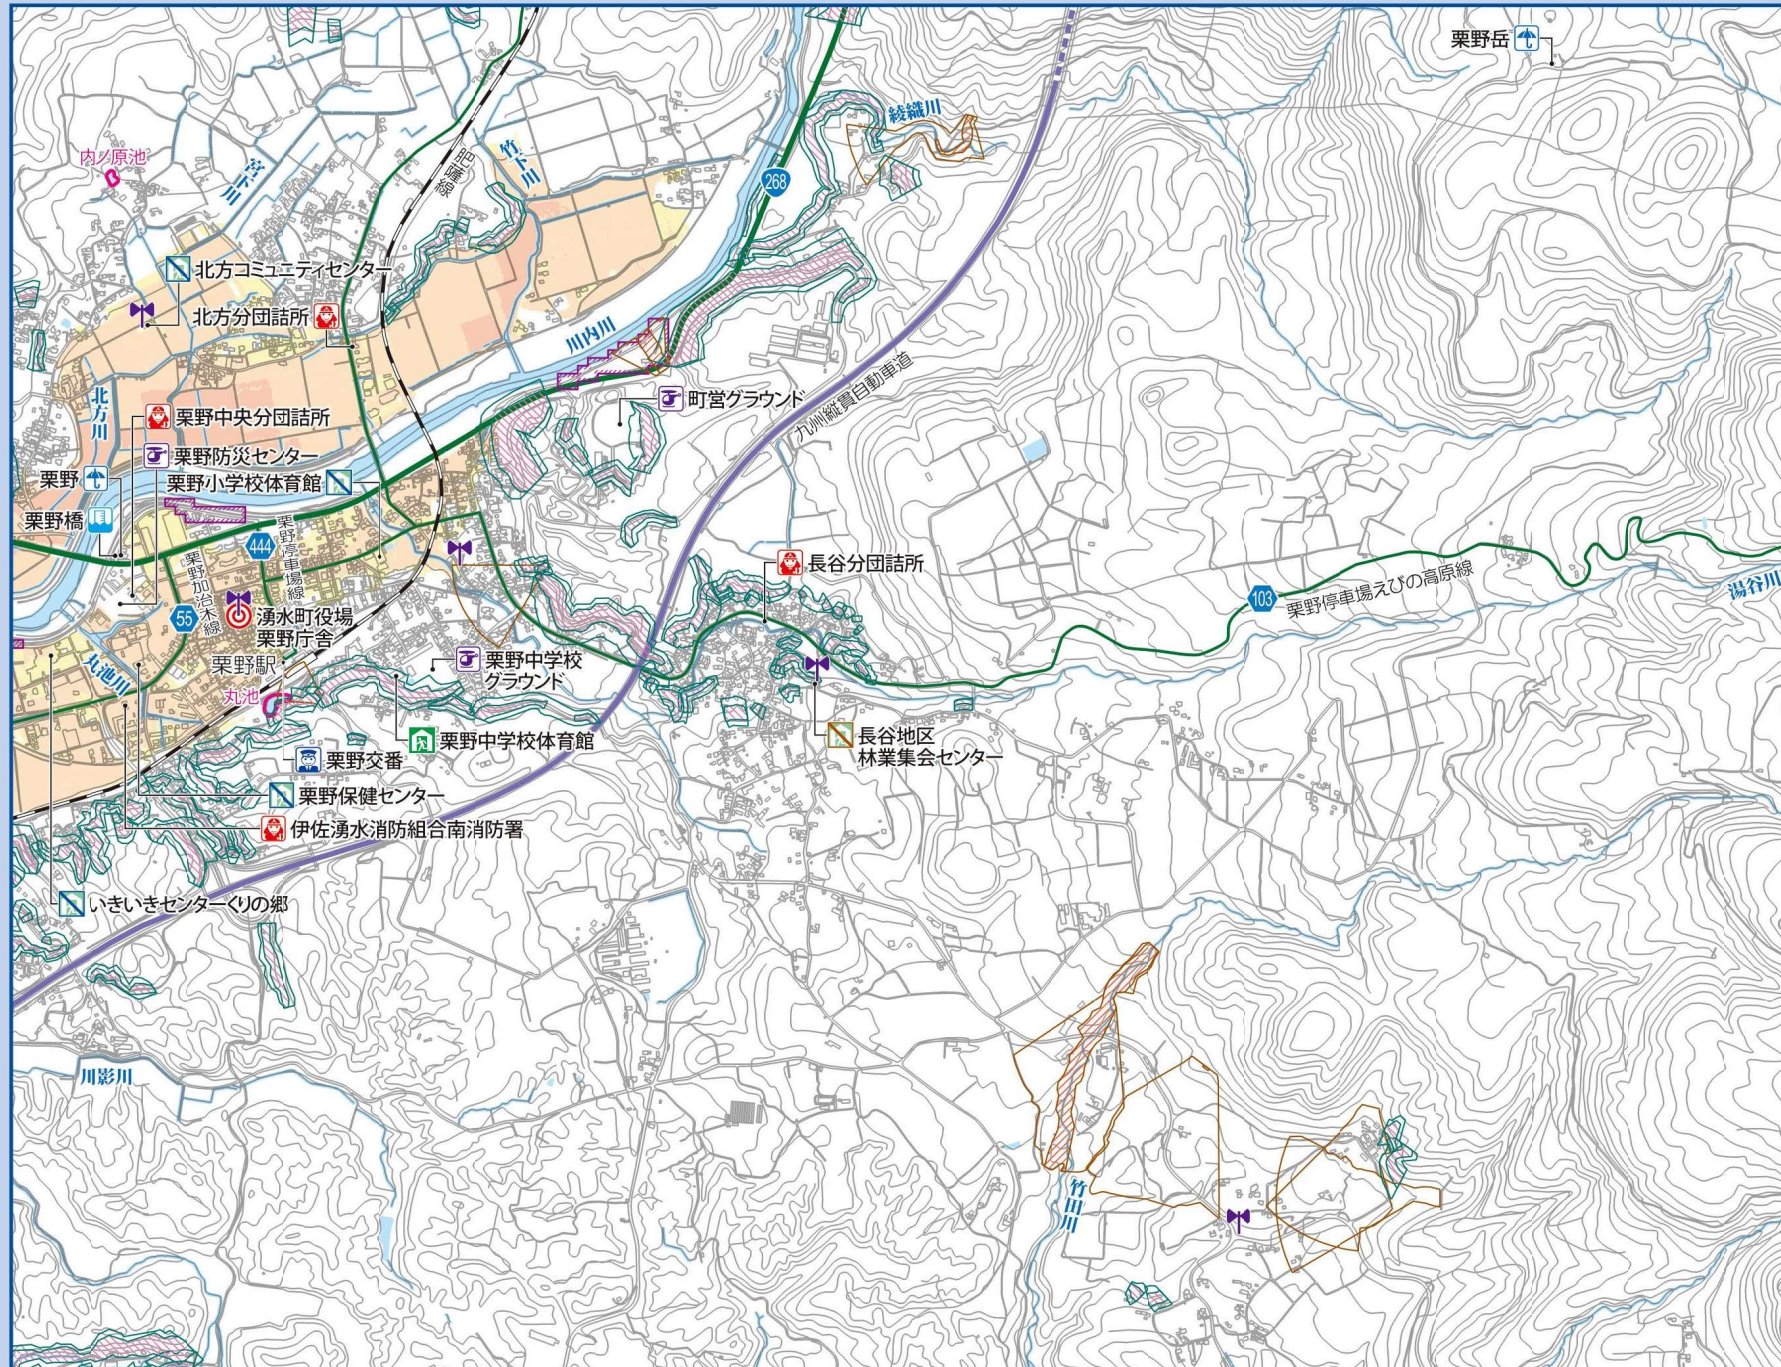 栗野岳
綾織川
内ノ原池
宮下川
肥薩線
竹下川
268
北方コミュニティセンター
北方分団詰所
川内川
北方川
栗野中央分団詰所
町営グラウンド
九州縦貫自動車道
栗野防災センター
栗野
栗野小学校体育館
栗野橋
444
栗野停車場線
栗野加治木線
長谷分団詰所
103
栗野停車場えびの高原線
湯谷川
55
湧水町役場
栗野庁舎
栗野駅
丸池川
丸池
栗野中学校
グラウンド
栗野中学校体育館
長谷地区
林業集会センター
栗野交番
栗野保健センター
伊佐湧水消防組合南消防署
いきいきセンターくりの郷
川影川
竹田川